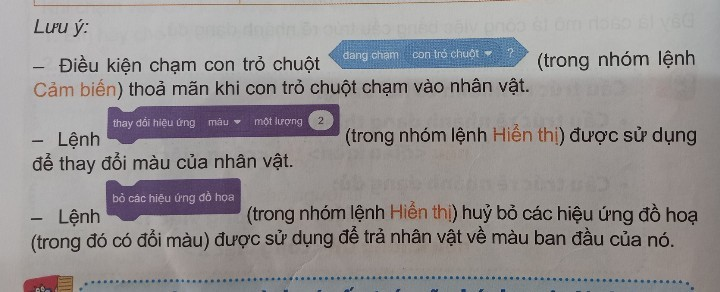 Lưu ý:
– Điều kiện chạm con trỏ chuột đang chạm con trỏ chuột ? (trong nhóm lệnh
Cảm biến) thoả mãn khi con trỏ chuột chạm vào nhân vật.
– Lệnh thay đổi hiệu ứng màu một lượng 2 (trong nhóm lệnh Hiển thị) được sử dụng
để thay đổi màu của nhân vật.
– Lệnh bỏ các hiệu ứng đồ hoạ (trong nhóm lệnh Hiển thị) huỷ bỏ các hiệu ứng đồ hoạ
(trong đó có đổi màu) được sử dụng để trả nhân vật về màu ban đầu của nó.